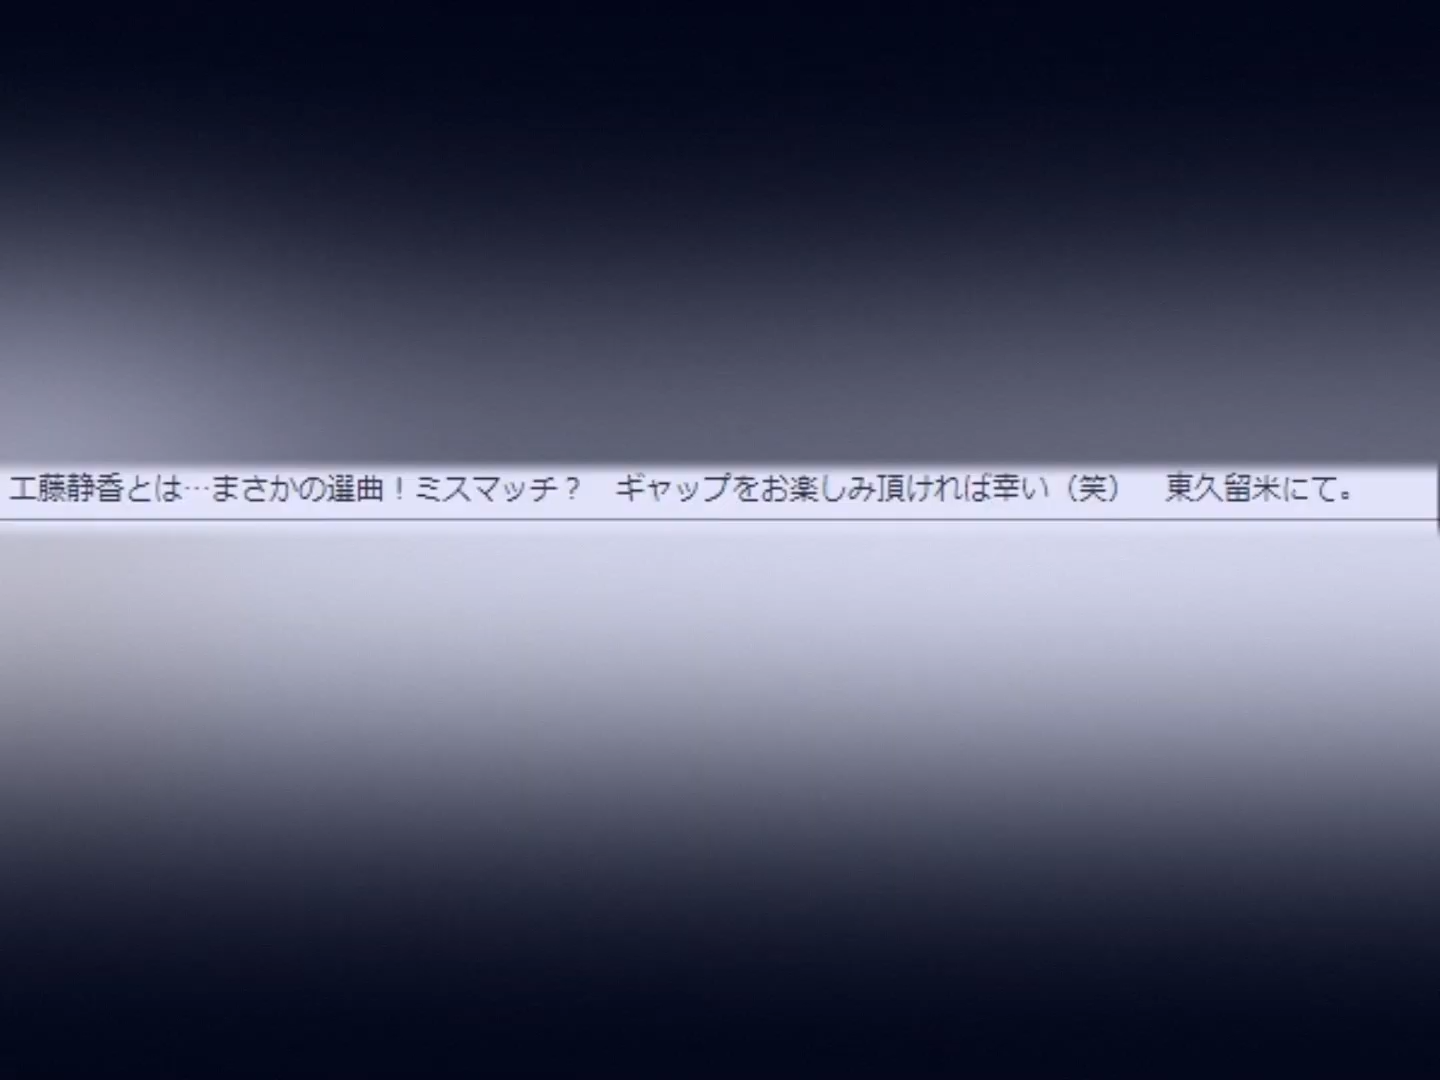 工藤静香とは…まさかの選曲！ミスマッチ？　ギャップをお楽しみ頂ければ幸い（笑）　東久留米にて。